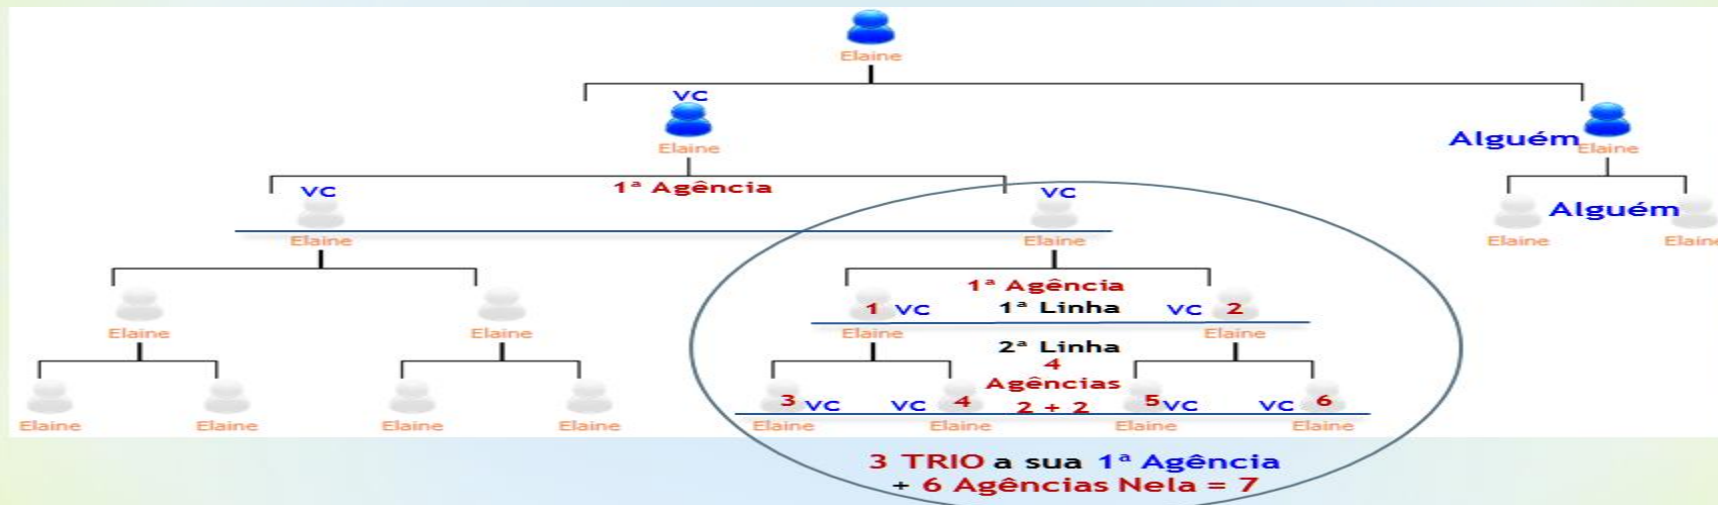 Elaine
vc
Elaine
Alguém
Elaine
vc
1ª Agência
vc
Alguém
Elaine
Elaine
Elaine
Elaine
1ª Agência
1 vc
1ª Linha
vc 2
Elaine
Elaine
Elaine
Elaine
2ª Linha
4
Agências
2 + 2
3 vc
vc 4
5 vc
vc 6
Elaine
Elaine
Elaine
Elaine
Elaine
Elaine
Elaine
Elaine
3 TRIO a sua 1ª Agência
+ 6 Agências Nela = 7